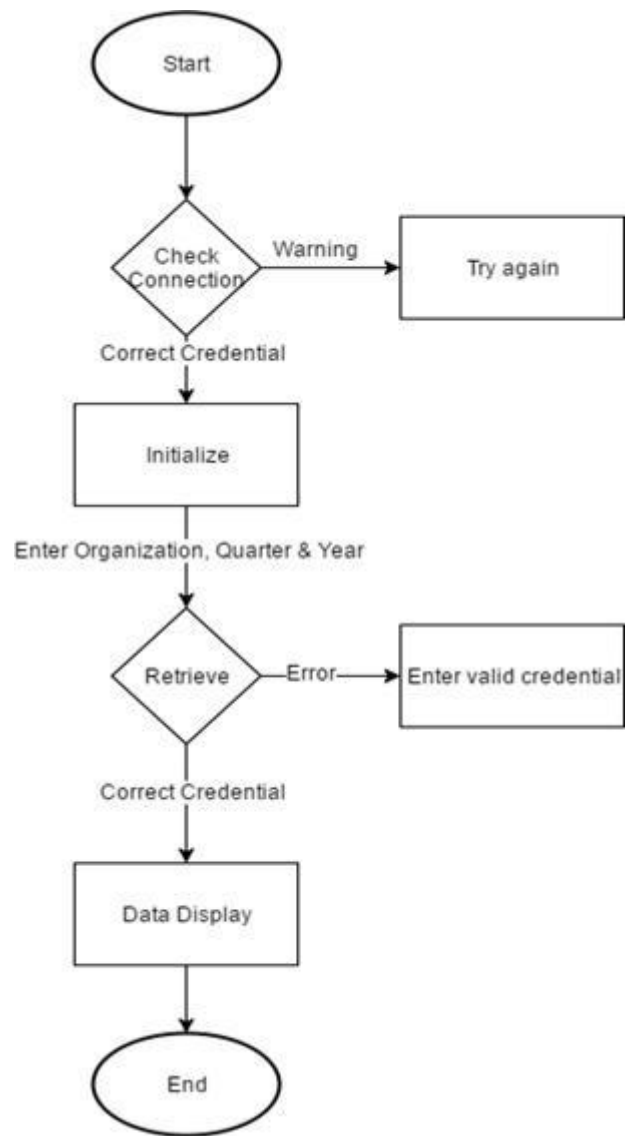 Start
Check
Connection
Warning
Try again
Correct Credential
Initialize
Enter Organization, Quarter & Year
Retrieve
Error
Enter valid credential
Correct Credential
Data Display
End